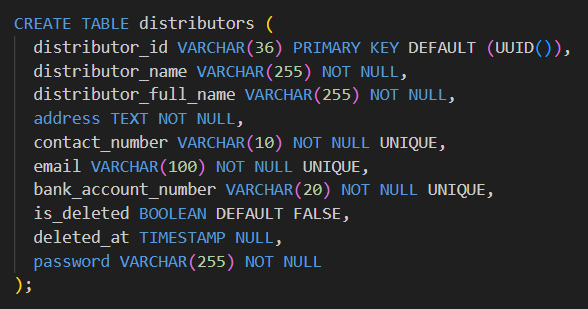 CREATE TABLE distributors (
distributor_id VARCHAR(36) PRIMARY KEY DEFAULT (UUID()),
distributor_name VARCHAR(255) NOT NULL,
distributor_full_name VARCHAR(255) NOT NULL,
address TEXT NOT NULL,
contact_number VARCHAR(10) NOT NULL UNIQUE,
email VARCHAR(100) NOT NULL UNIQUE,
bank_account_number VARCHAR(20) NOT NULL UNIQUE,
is_deleted BOOLEAN DEFAULT FALSE,
deleted_at TIMESTAMP NULL,
password VARCHAR(255) NOT NULL
);